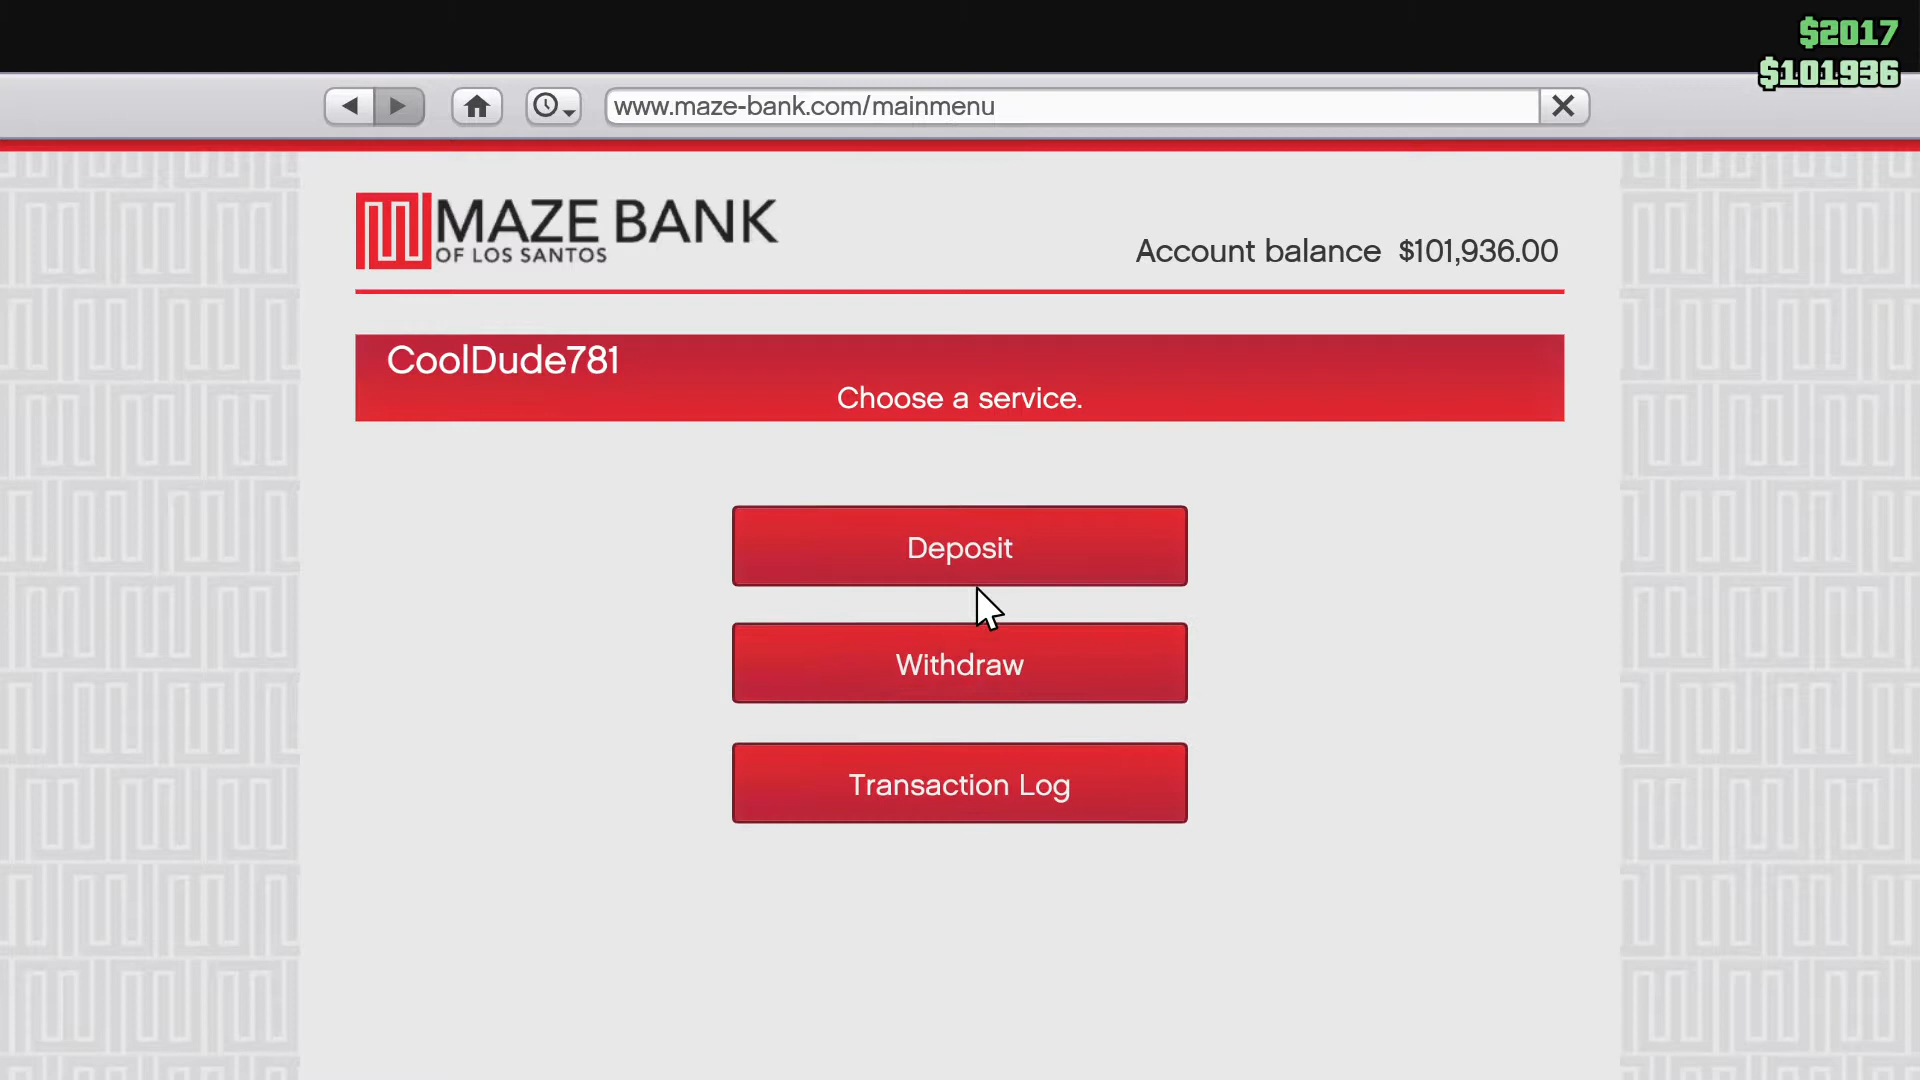 $2017
$101936
www.maze-bank.com/mainmenu
MAZE BANK
OF LOS SANTOS
Account balance $101,936.00
CoolDude781
Choose a service.
Deposit
Withdraw
Transaction Log